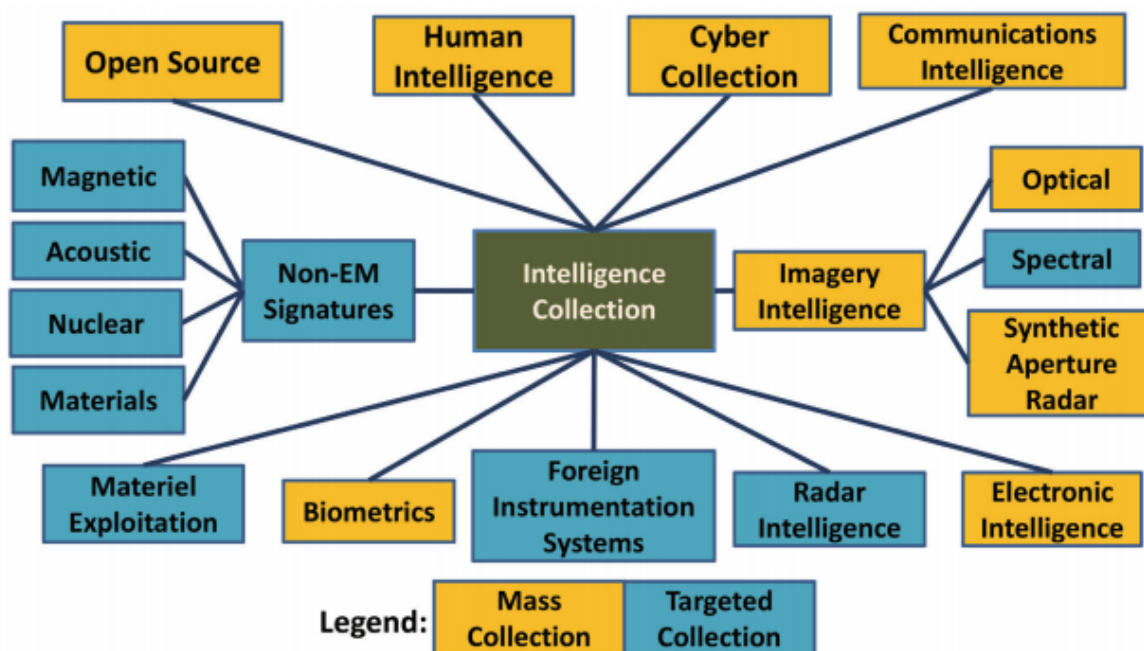 Open Source
Human
Intelligence
Cyber
Collection
Communications
Intelligence
Magnetic
Acoustic
Nuclear
Materials
Non-EM
Signatures
Intelligence
Collection
Imagery
Intelligence
Optical
Spectral
Synthetic
Aperture
Radar
Materiel
Exploitation
Biometrics
Foreign
Instrumentation
Systems
Radar
Intelligence
Electronic
Intelligence
Legend:
Mass
Collection
Targeted
Collection